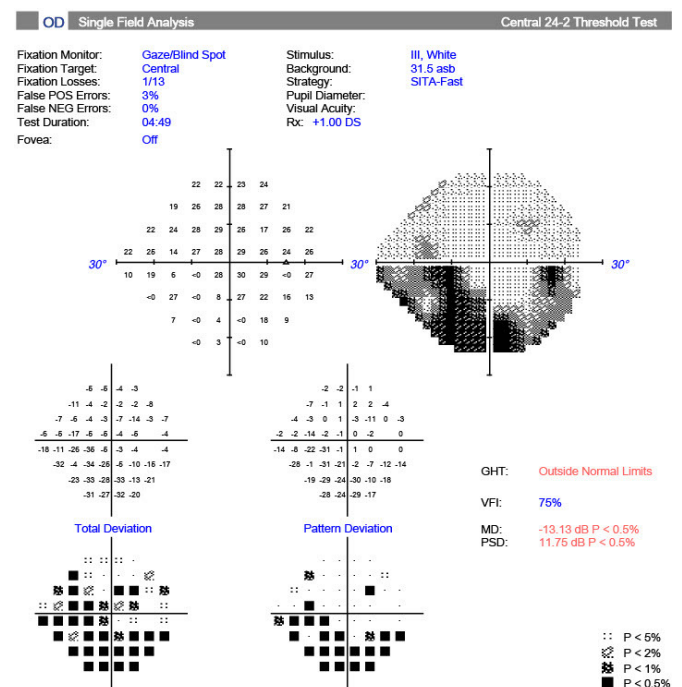 OD Single Field Analysis Central 24-2 Threshold Test
Fixation Monitor: Gaze/Blind Spot Stimulus: III, White
Fixation Target: Central Background: 31.5 asb
Fixation Losses: 1/13 Strategy: SITA-Fast
False POS Errors: 3% Pupil Diameter:
False NEG Errors: 0% Visual Acuity:
Test Duration: 04:49 Rx: +1.00 DS
Fovea: Off
22 22 23 24
19 26 28 28 27 21
22 24 28 29 26 17 26 22
22 26 14 27 28 29 26 24 26
30° 30° 30°
10 19 6 <0 28 30 29 <0 27
<0 27 <0 8 27 22 16 13
7 <0 4 <0 18 9
<0 3 <0 10
-5 -5 -4 -3 -2 -2 -1 1
-11 -4 -2 -2 -2 -8 -7 -1 1 2 2 -4
-7 -6 -4 -3 -7 -14 -3 -7 -4 -3 0 1 -3 -11 0 -3
-5 -5 -17 -5 -5 -4 -5 -4 -2 -2 -14 -2 -1 0 -2 0
-18 -11 -26 -36 -5 -3 -4 -4 -14 -8 -22 -31 -1 1 0 0
-32 -4 -34 -25 -5 -10 -16 -17 -28 -1 -31 -21 -2 -7 -12 -14
-23 -33 -28 -33 -13 -21 -19 -29 -24 -30 -10 -18
-31 -27 -32 -20 -28 -24 -29 -17
GHT: Outside Normal Limits
VFI: 75%
MD: -13.13 dB P < 0.5%
PSD: 11.75 dB P < 0.5%
Total Deviation Pattern Deviation
P < 5%
P < 2%
P < 1%
P < 0.5%